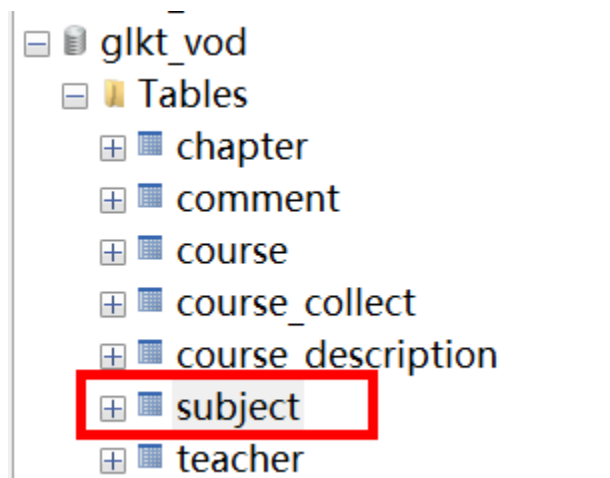 glkt_vod
Tables
chapter
comment
course
course_collect
course_description
subject
teacher